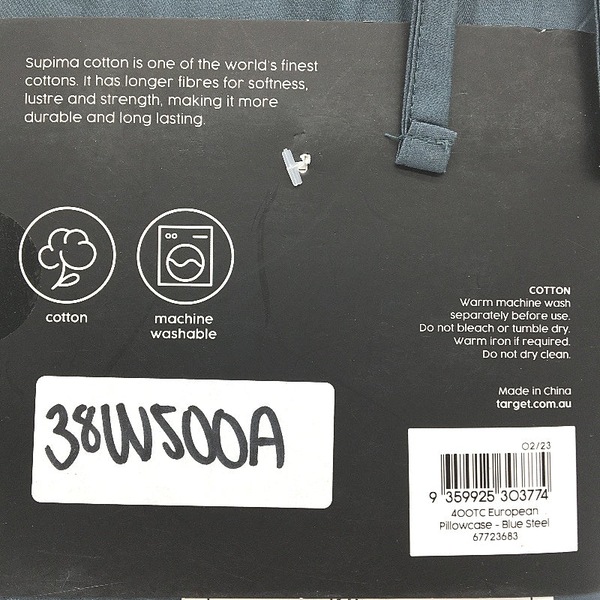 Supima cotton is one of the world's finest
cottons. It has longer fibres for softness,
lustre and strength, making it more
durable and long lasting.
cotton
machine
washable
COTTON
Warm machine wash
separately before use.
Do not bleach or tumble dry.
Warm iron if required.
Do not dry clean.
Made in China
target.com.au
38W500A
02/23
9 359925 303774
400TC European
Pillowcase - Blue Steel
67723683